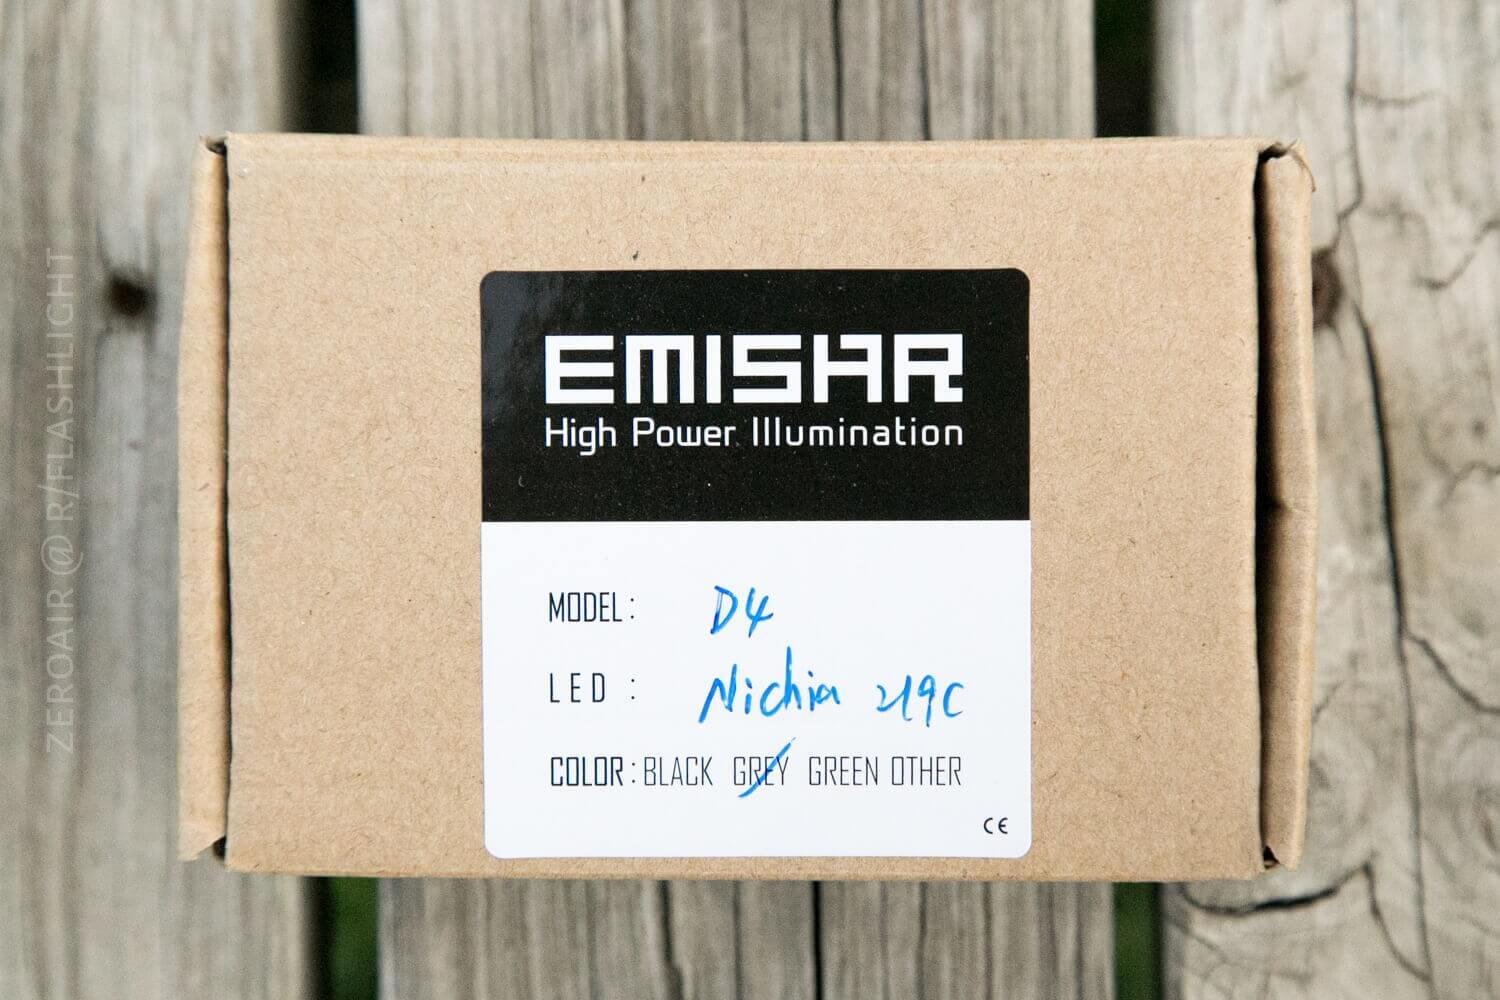 EMISAR
High Power Illumination
MODEL: D4
LED : Nichia 219C
COLOR: BLACK GREY GREEN OTHER
CE
ZEROAIR @ R/FLASHLIGHT